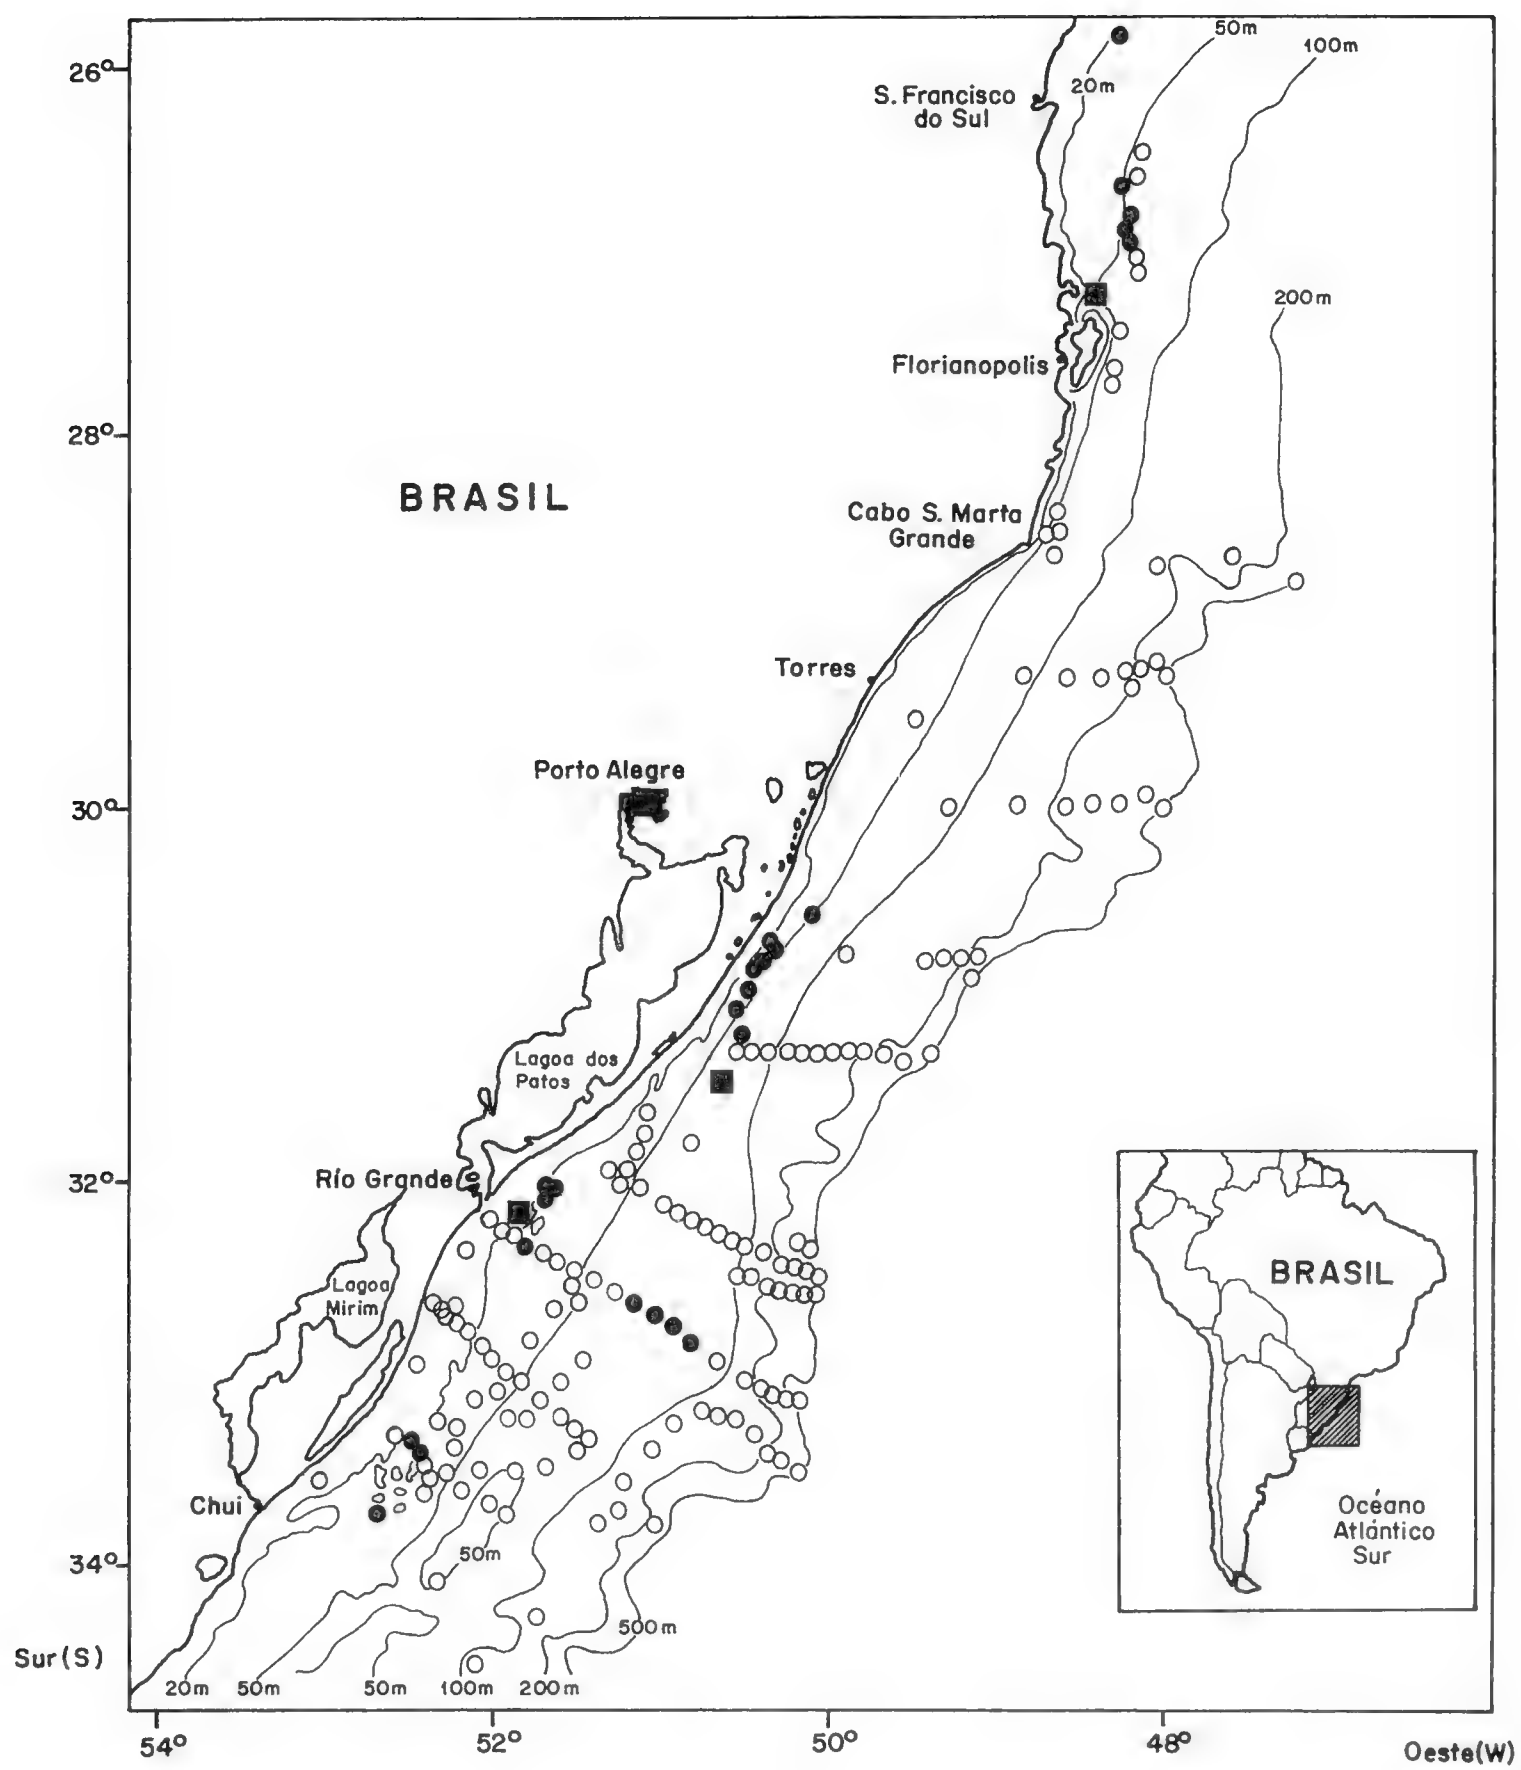 50m
26°
100m
20m
S. Francisco
do Sul
200m
Florianopolis
28°
BRASIL
Cabo S. Marta
Grande
Torres
Porto Alegre
30°
Lagoa dos
Patos
Río Grande
32°
BRASIL
Lagoa
Mirim
Chui
Océano
Atlántico
Sur
50m
34°
500m
Sur(S)
20m 50m 50m 100m 200m
54° 52° 50° 48° Oeste(W)